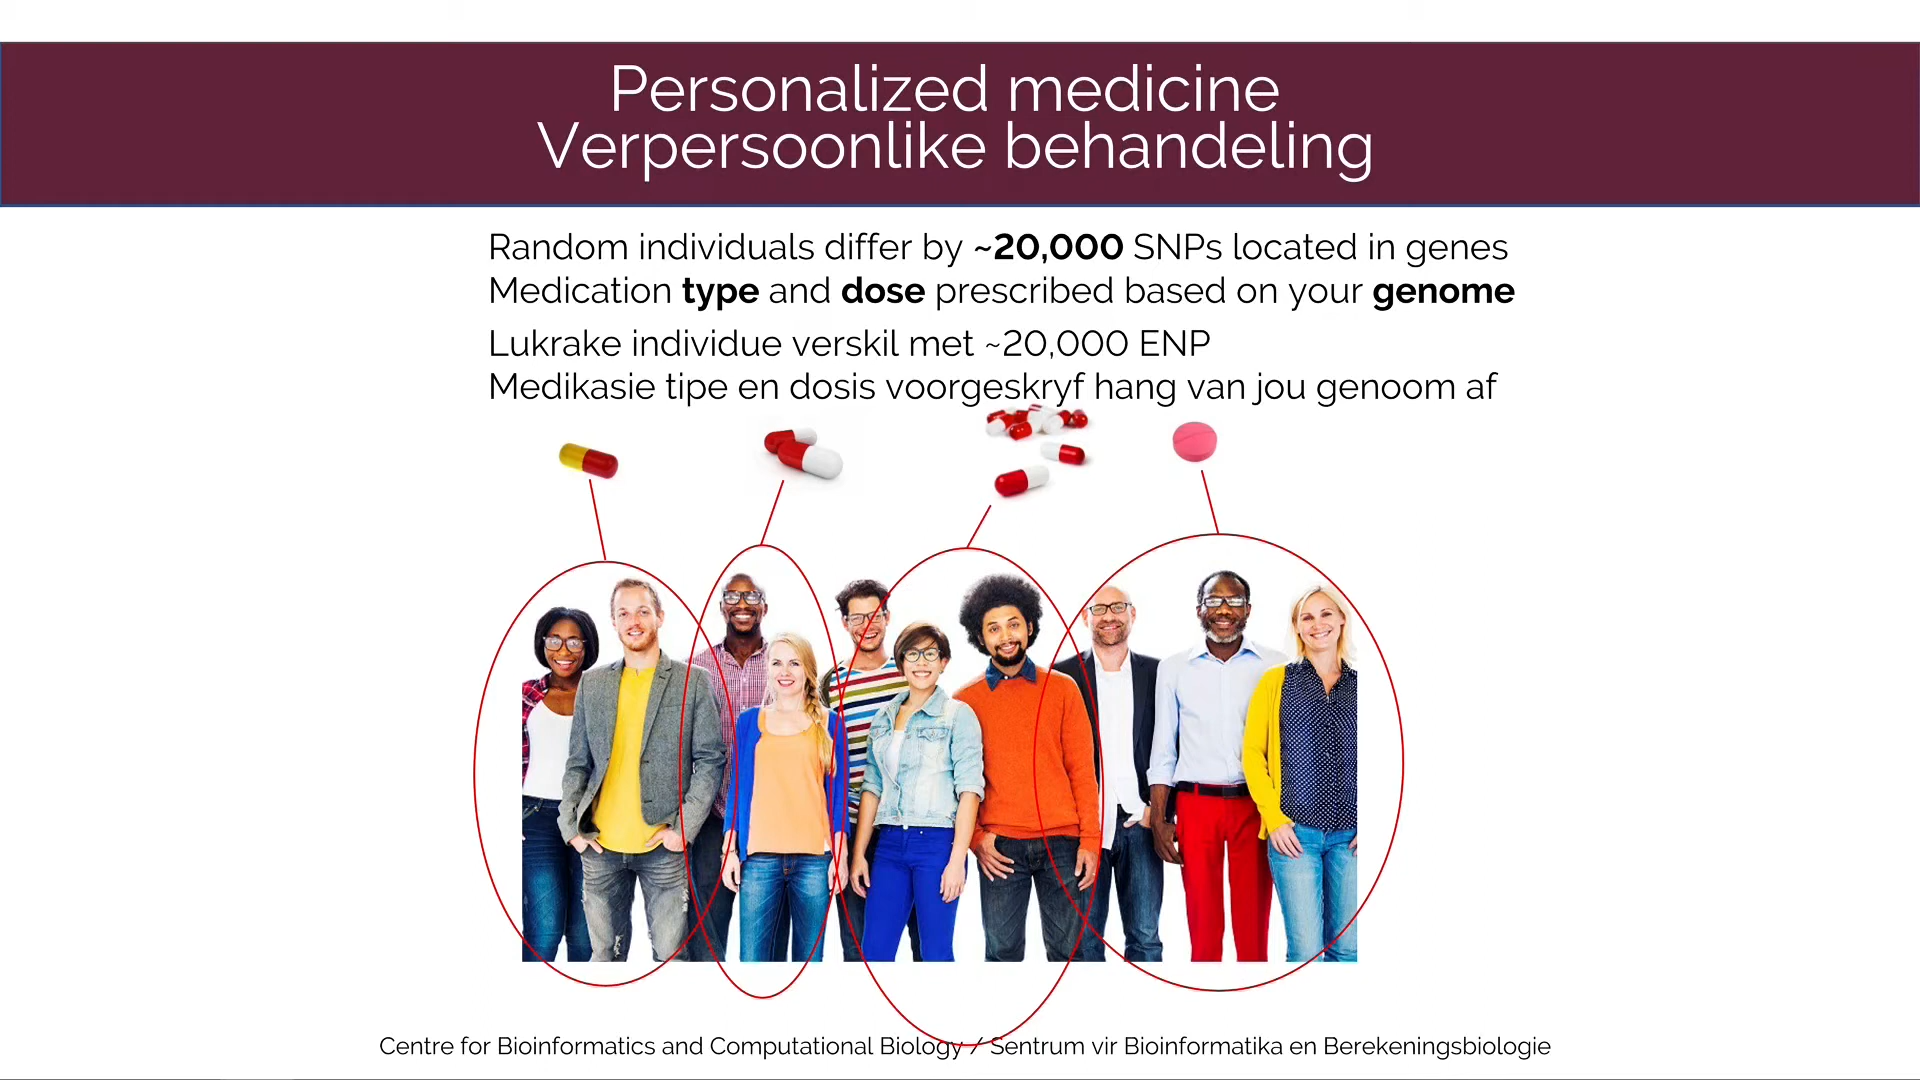 Personalized medicine
Verpersoonlike behandeling
Random individuals differ by ~20,000 SNPs located in genes
Medication type and dose prescribed based on your genome
Lukrake individue verskil met ~20,000 ENP
Medikasie tipe en dosis voorgeskryf hang van jou genoom af
Centre for Bioinformatics and Computational Biology / Sentrum vir Bioinformatika en Berekeningsbiologie